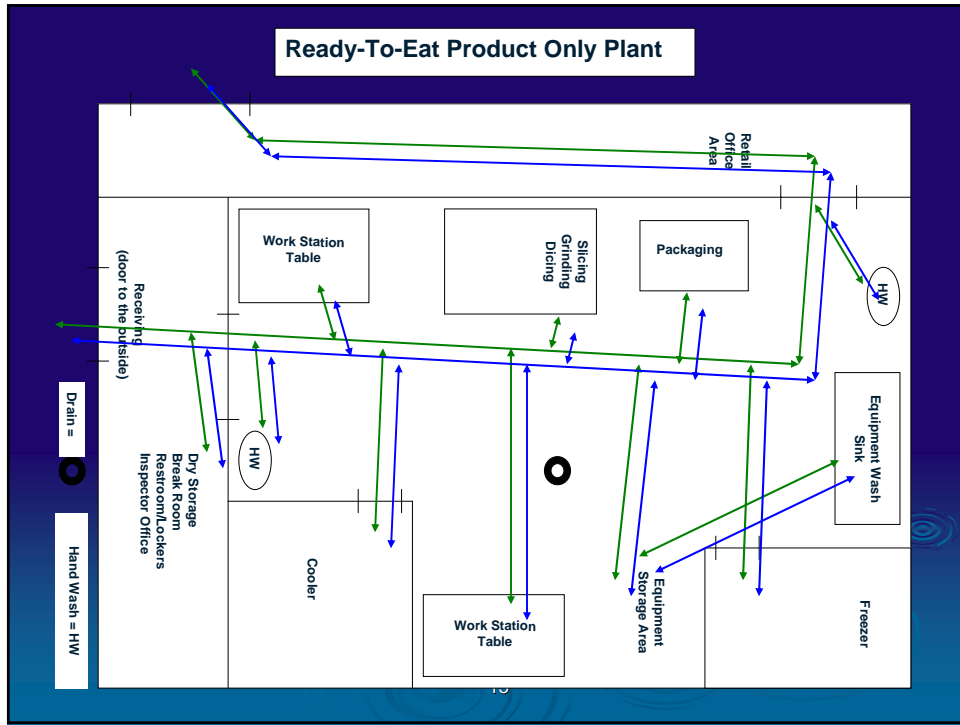 Ready-To-Eat Product Only Plant
Retail
Office
Area
Work Station
Table
Slicing
Grinding
Dicing
Packaging
HW
Receiving
(door to the outside)
Drain =
HW
Equipment Wash
Sink
Dry Storage
Break Room
Restroom/Lockers
Inspector Office
Hand Wash = HW
Cooler
Work Station
Table
Equipment
Storage Area
Freezer